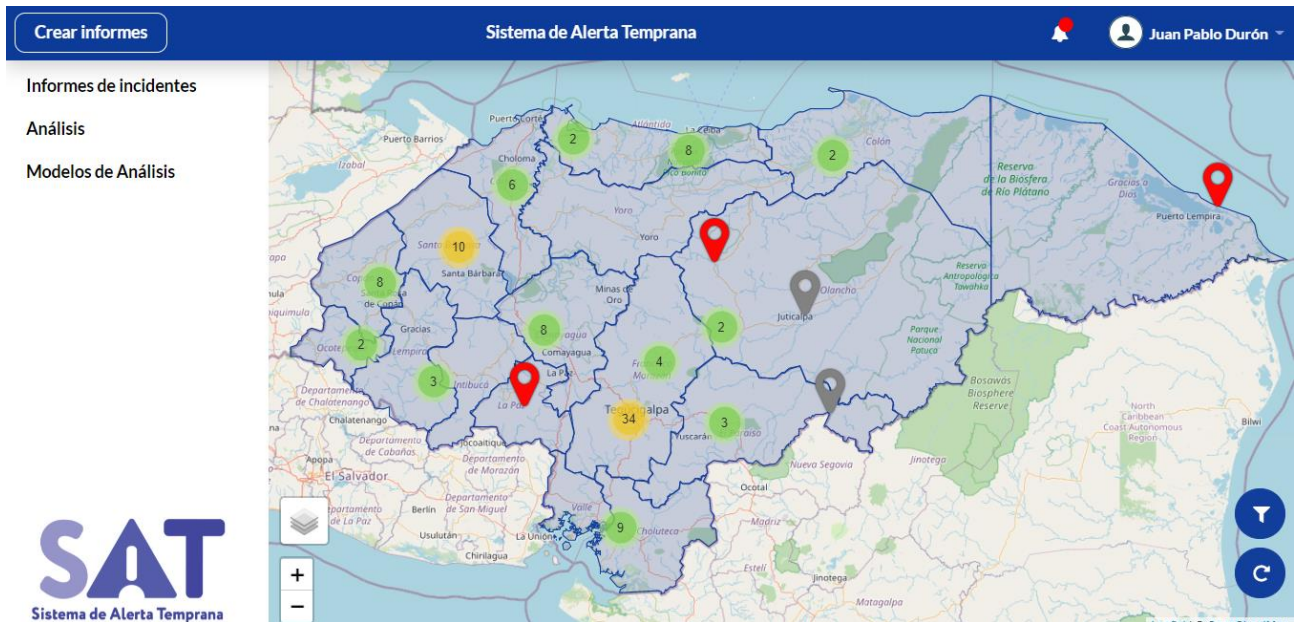 Crear informes
Sistema de Alerta Temprana
Juan Pablo Durón
Informes de incidentes
Análisis
Modelos de Análisis
Puerto Cortés
Atlántida
La Ceiba
Puerto Barrios
Izabal
Choloma
Colón
Reserva
de la Biósfera
de Río Plátano
Gracias a
Dios
Puerto Lempira
2
8
2
6
Yoro
Yoro
10
Santa Bárbara
8
de Copán
Minas de
Oro
Olancho
Juticalpa
Reserva
Antropológica
Tawahka
Gracias
Lempira
2
8
2
Comayagua
Parque
Nacional
Patuca
4
3
Intibucá
La Paz
La Paz
Departamento
de Chalatenango
Chalatenango
Tegucigalpa
34
3
Yuscarán
Bosawás
Biosphere
Reserve
North
Caribbean
Coast Autonomous
Region
Bilwi
Departamento
de Cabañas
Jocoaitique
Departamento
de Morazán
Apopa
El Salvador
Nueva Segovia
Jinotega
Ocotal
Departamento
de La Paz
Berlín
Departamento
de San Miguel
Valle
9
Choluteca
Madriz
Usulután
La Unión
Chirilagua
Estelí
Jinotega
Matagalpa
+
−
SAT
Sistema de Alerta Temprana